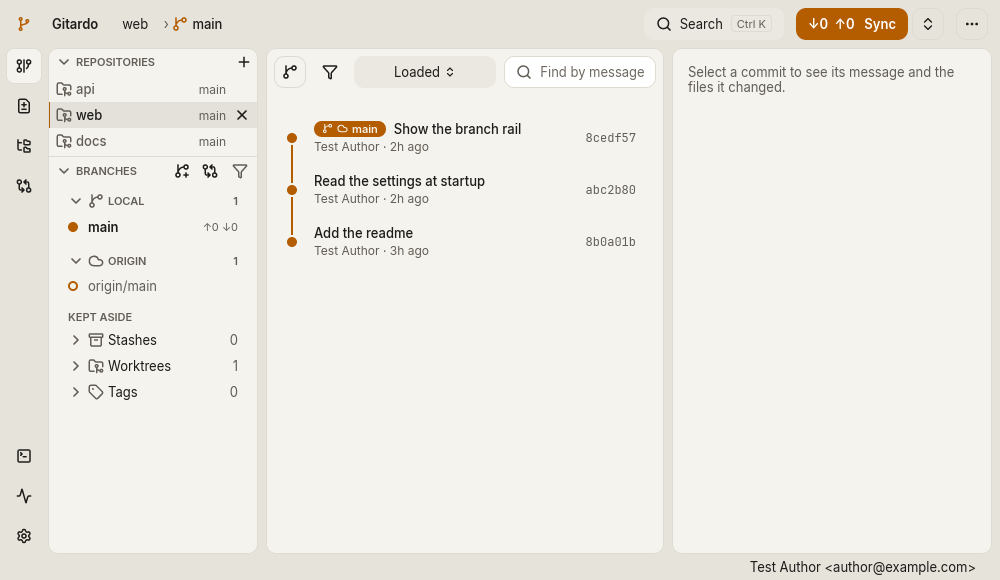 Gitardo web main Search Ctrl K ↓0 ↑0 Sync
REPOSITORIES
api main
web main
docs main
BRANCHES
LOCAL 1
main ↑0 ↓0
ORIGIN 1
origin/main
KEPT ASIDE
Stashes 0
Worktrees 1
Tags 0
Loaded Find by message
main Show the branch rail
Test Author · 2h ago 8cedf57
Read the settings at startup
Test Author · 2h ago abc2b80
Add the readme
Test Author · 3h ago 8b0a01b
Select a commit to see its message and the
files it changed.
Test Author <author@example.com>